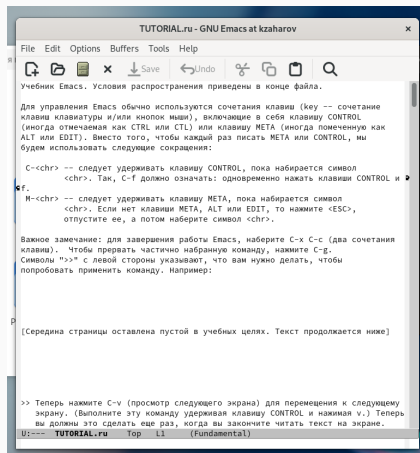 TUTORIAL.ru - GNU Emacs at kzaharov
File Edit Options Buffers Tools Help
Save Undo
Учебник Emacs. Условия распространения приведены в конце файла.
Для управления Emacs обычно используются сочетания клавиш (key -- сочетание
клавиш клавиатуры и/или кнопок мыши), включающие в себя клавишу CONTROL
(иногда отмечаемая как CTRL или CTL) или клавишу META (иногда помеченную как
ALT или EDIT). Вместо того, чтобы каждый раз писать META или CONTROL, мы
будем использовать следующие сокращения:
C-<chr> -- следует удерживать клавишу CONTROL, пока набирается символ
<chr>. Так, C-f должно означать: одновременно нажать клавиши CONTROL и
f.
M-<chr> -- следует удерживать клавишу META, пока набирается символ
<chr>. Если нет клавиши META, ALT или EDIT, то нажмите <ESC>,
отпустите ее, а потом наберите символ <chr>.
Важное замечание: для завершения работы Emacs, наберите C-x C-c (два сочетания
клавиш). Чтобы прервать частично набранную команду, нажмите C-g.
Символы ">>" с левой стороны указывают, что вам нужно делать, чтобы
попробовать применить команду. Например:
[Середина страницы оставлена пустой в учебных целях. Текст продолжается ниже]
>> Теперь нажмите C-v (просмотр следующего экрана) для перемещения к следующему
экрану. (Выполните эту команду удерживая клавишу CONTROL и нажимая v.) Теперь
вы должны это сделать еще раз, когда вы закончите читать текст на экране.
U:--- TUTORIAL.ru Top L1 (Fundamental)